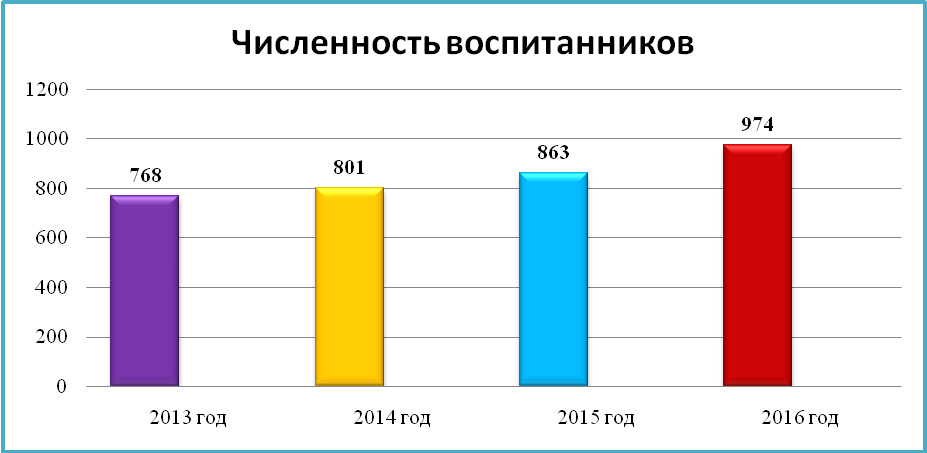 Численность воспитанников
1200
1000
800
600
400
200
0
768
801
863
974
2013 год
2014 год
2015 год
2016 год